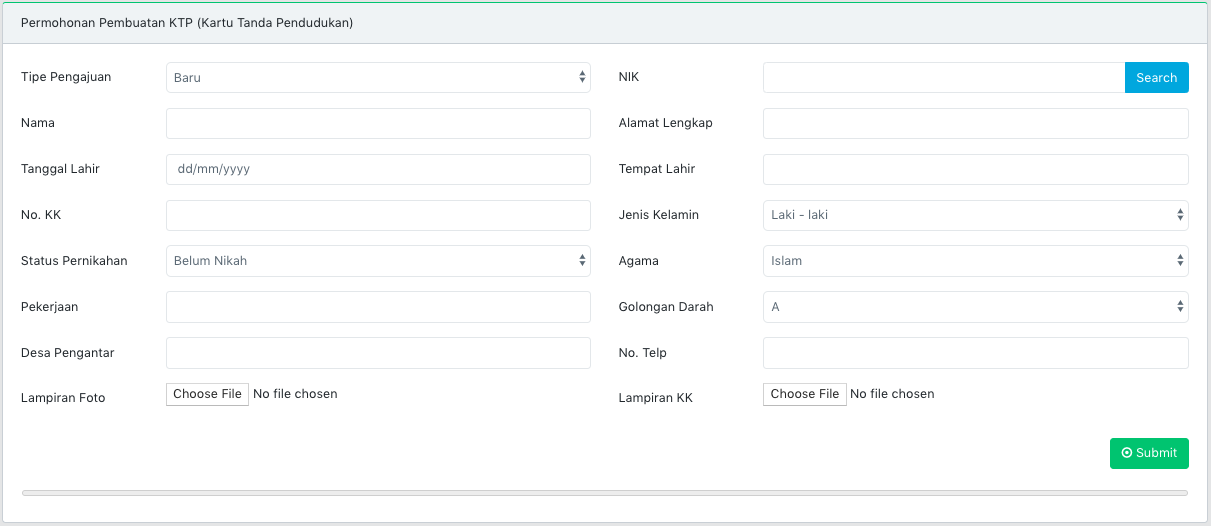 Permohonan Pembuatan KTP (Kartu Tanda Pendudukan)
Tipe Pengajuan Baru NIK Search
Nama Alamat Lengkap
Tanggal Lahir dd/mm/yyyy Tempat Lahir
No. KK Jenis Kelamin Laki - laki
Status Pernikahan Belum Nikah Agama Islam
Pekerjaan Golongan Darah A
Desa Pengantar No. Telp
Lampiran Foto Choose File No file chosen Lampiran KK Choose File No file chosen
Submit